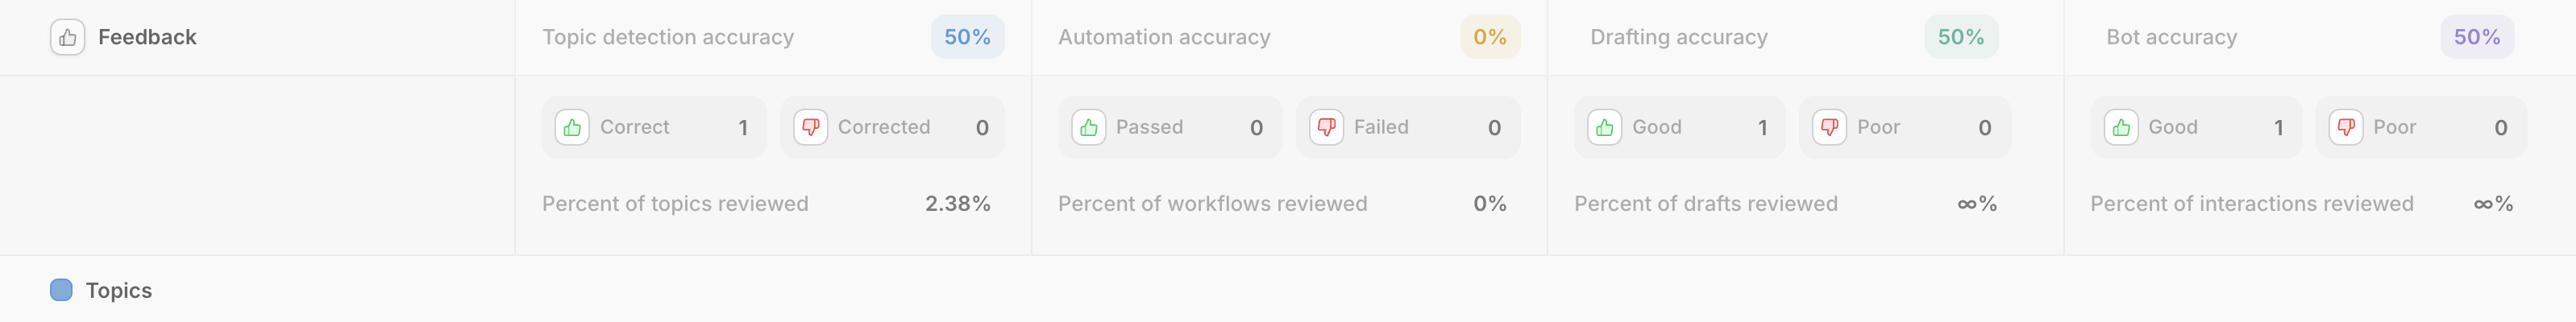 Feedback
Topic detection accuracy 50%
Automation accuracy 0%
Drafting accuracy 50%
Bot accuracy 50%
Correct 1 Corrected 0
Passed 0 Failed 0
Good 1 Poor 0
Good 1 Poor 0
Percent of topics reviewed 2.38%
Percent of workflows reviewed 0%
Percent of drafts reviewed ∞%
Percent of interactions reviewed ∞%
Topics